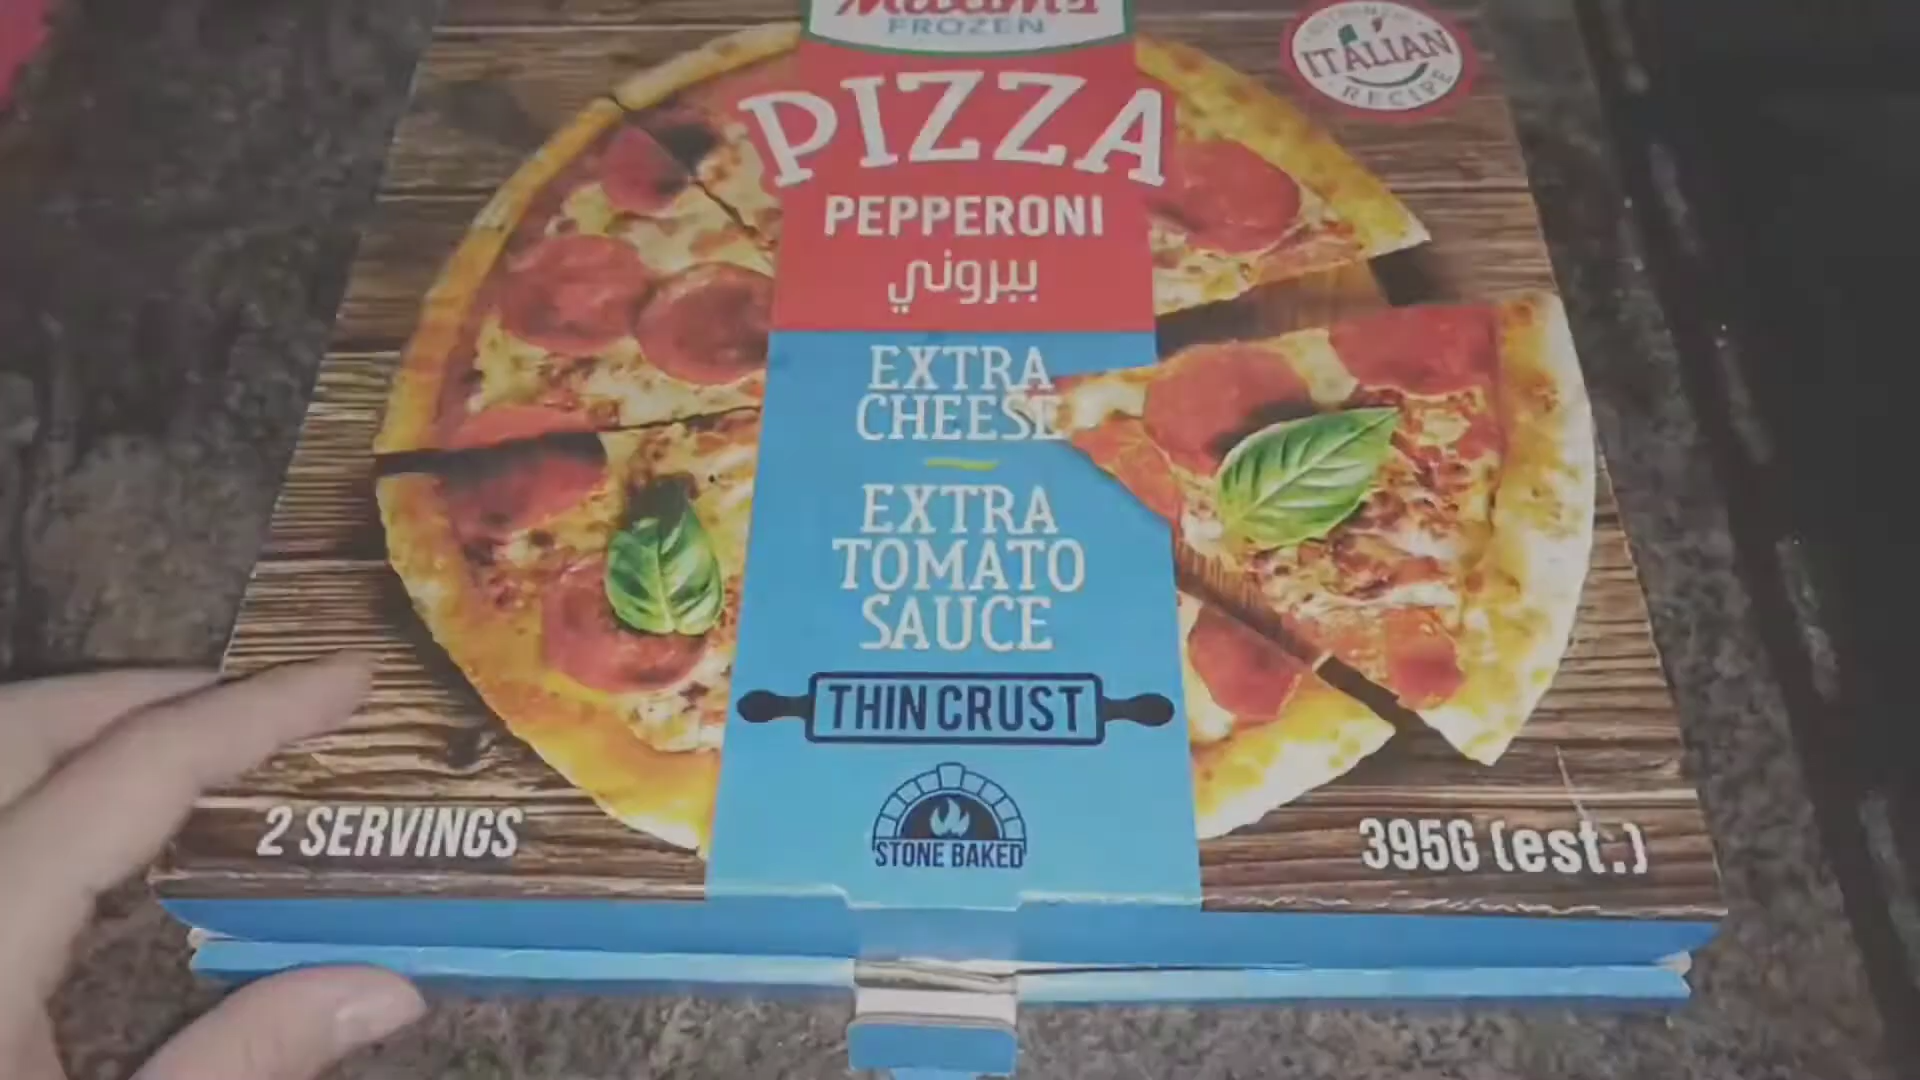 FROZEN
ITALIAN
RECIPE
PIZZA
PEPPERONI
ببروني
EXTRA
CHEESE
EXTRA
TOMATO
SAUCE
THIN CRUST
STONE BAKED
2 SERVINGS
395G (est.)